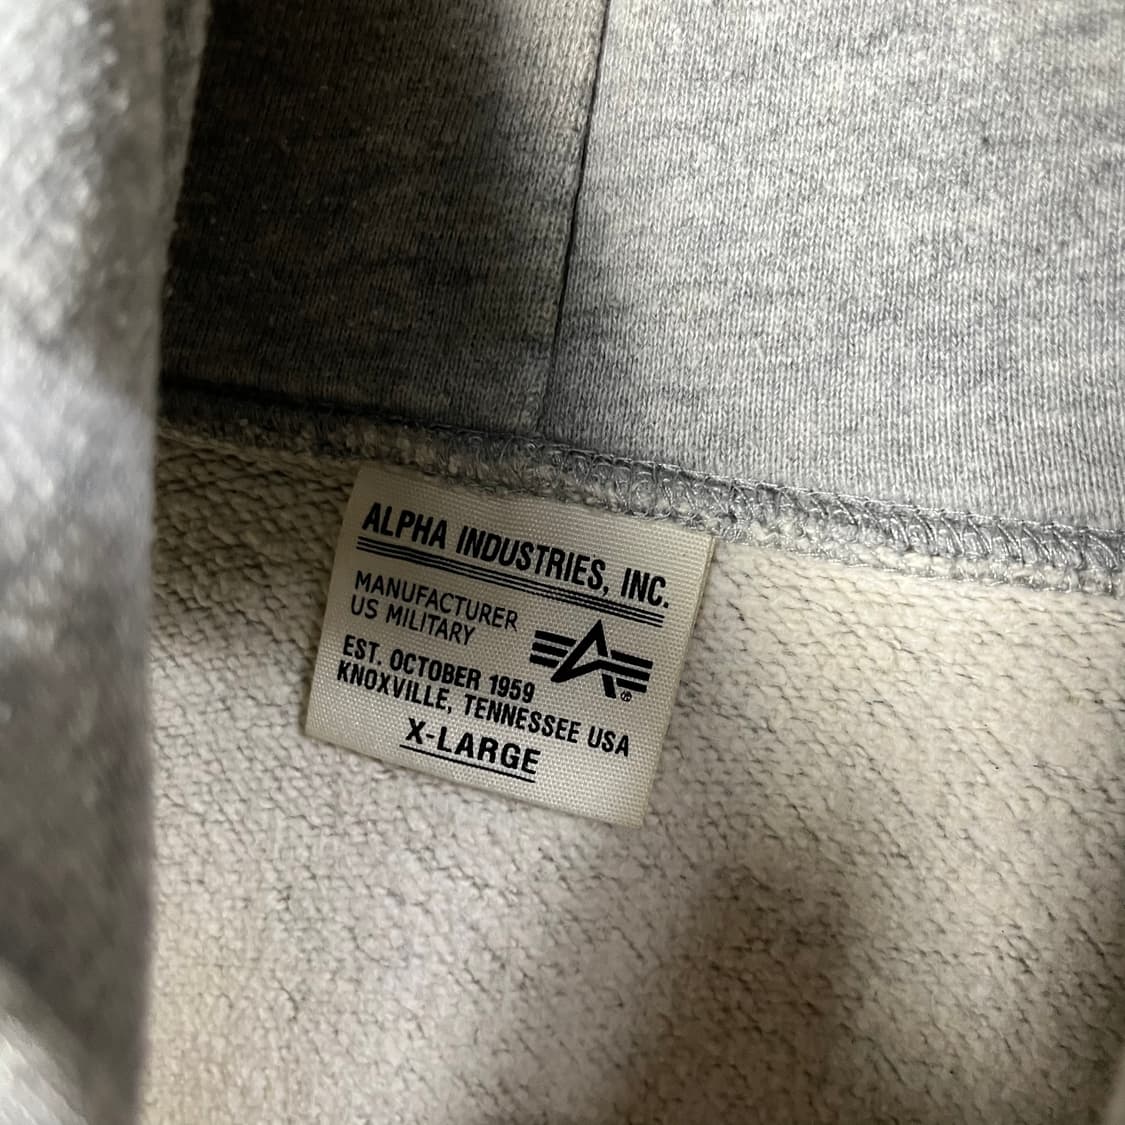 ALPHA INDUSTRIES, INC.
MANUFACTURER
US MILITARY
EST. OCTOBER 1959
KNOXVILLE, TENNESSEE USA
X-LARGE